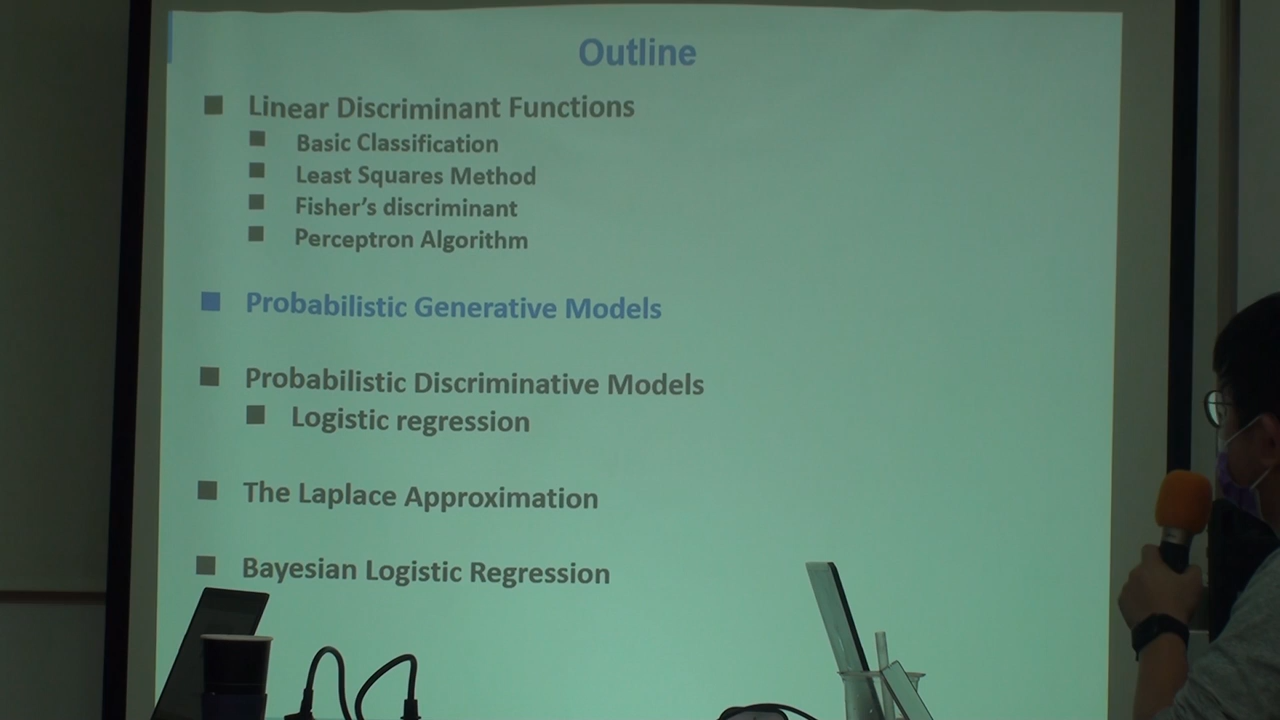 Outline
Linear Discriminant Functions
Basic Classification
Least Squares Method
Fisher's discriminant
Perceptron Algorithm
Probabilistic Generative Models
Probabilistic Discriminative Models
Logistic regression
The Laplace Approximation
Bayesian Logistic Regression